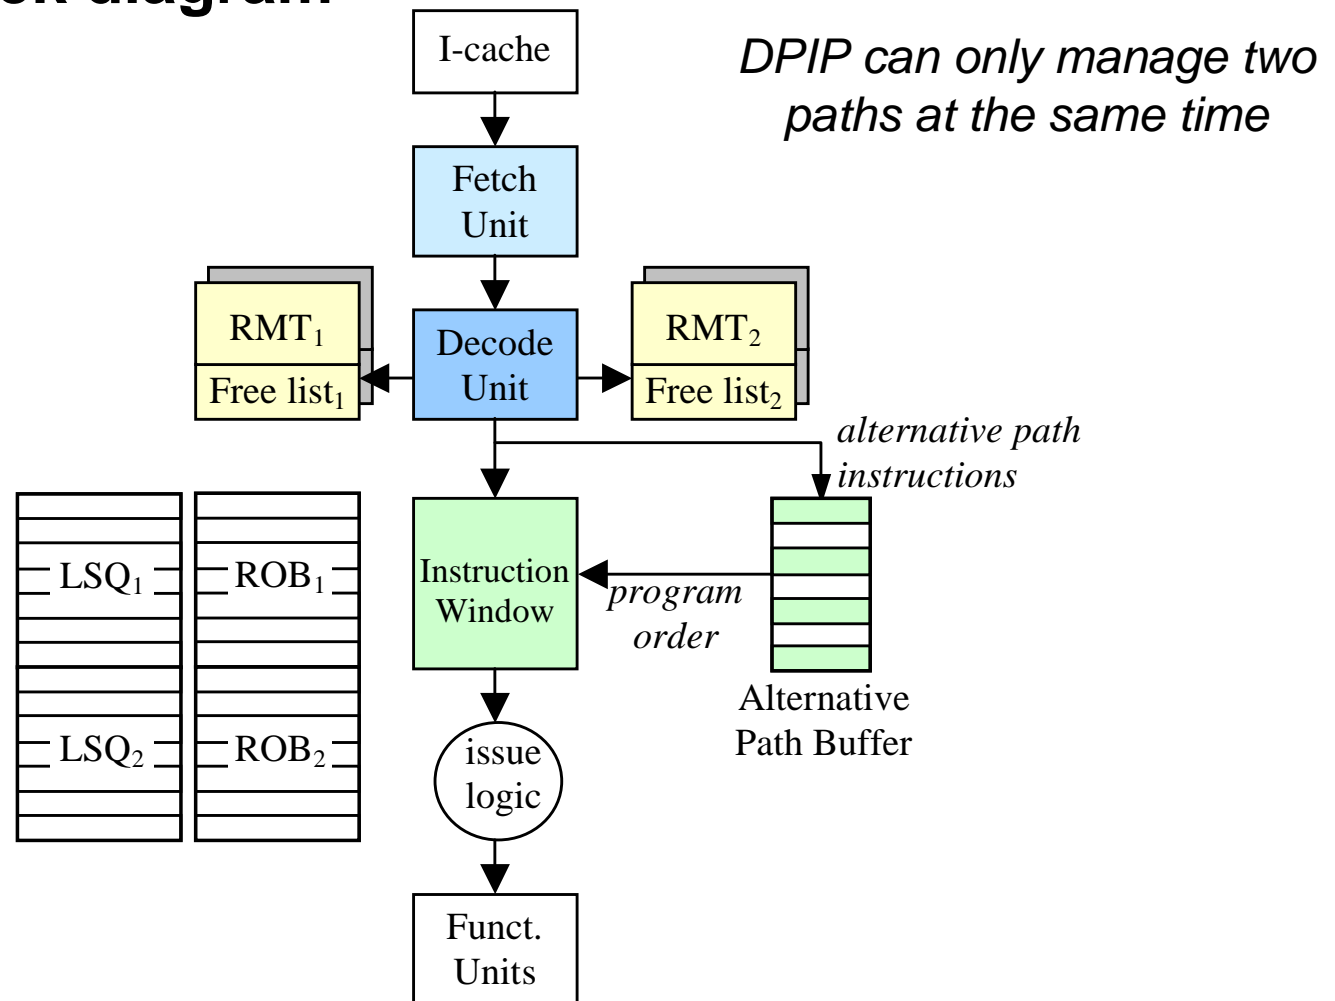 diagram
I-cache
DPIP can only manage two
paths at the same time
Fetch
Unit
RMT₁
Free list₁
Decode
Unit
RMT₂
Free list₂
alternative path
instructions
LSQ₁
ROB₁
Instruction
Window
program
order
LSQ₂
ROB₂
Alternative
Path Buffer
issue
logic
Funct.
Units